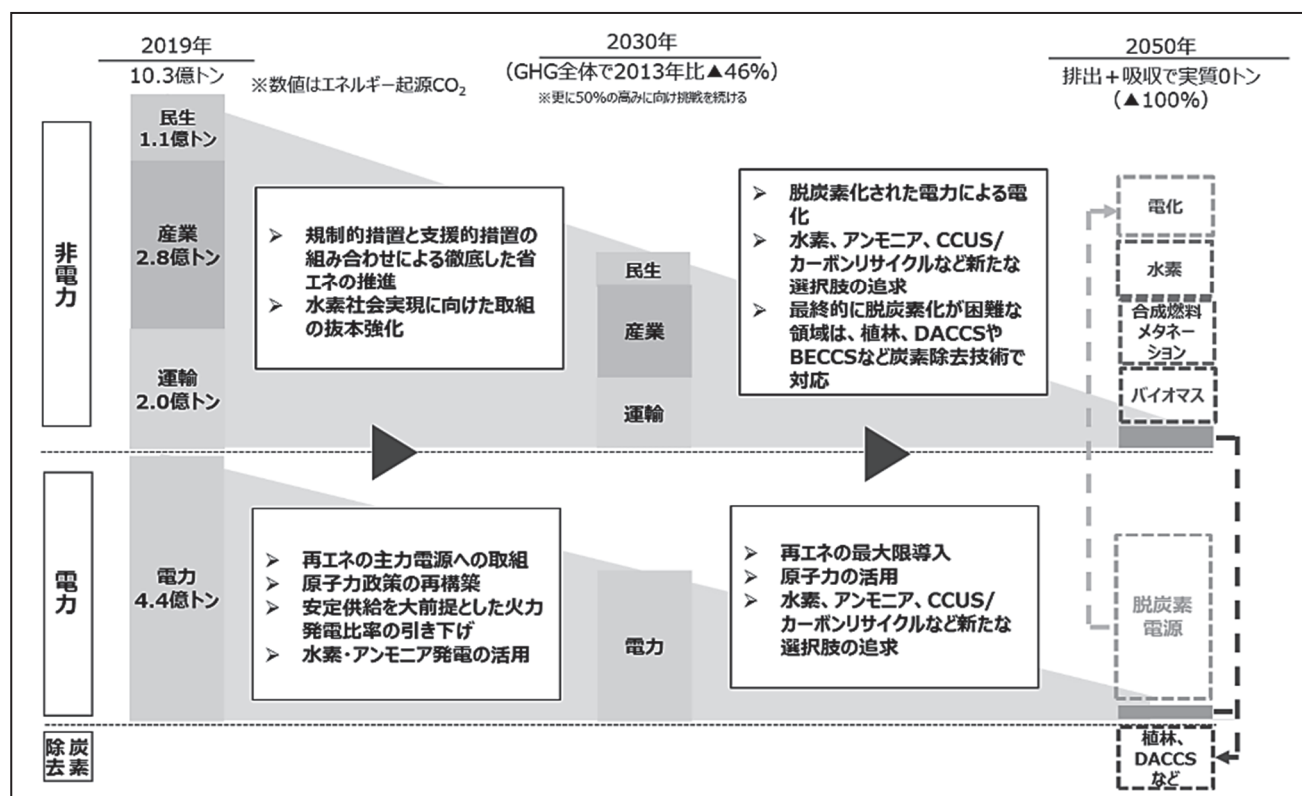 2019年
10.3億トン
※数値はエネルギー起源CO₂
2030年
(GHG全体で2013年比▲46%)
※更に50%の高みに向け挑戦を続ける
2050年
排出+吸収で実質0トン
(▲100%)
非電力
民生
1.1億トン
産業
2.8億トン
運輸
2.0億トン
➢ 規制的措置と支援的措置の
組み合わせによる徹底した省
エネの推進
➢ 水素社会実現に向けた取組
の抜本強化
民生
産業
運輸
➢ 脱炭素化された電力による電
化
➢ 水素、アンモニア、CCUS/
カーボンリサイクルなど新たな
選択肢の追求
➢ 最終的に脱炭素化が困難な
領域は、植林、DACCSや
BECCSなど炭素除去技術で
対応
電化
水素
合成燃料
メタネー
ション
バイオマス
電力
電力
4.4億トン
➢ 再エネの主力電源への取組
➢ 原子力政策の再構築
➢ 安定供給を大前提とした火力
発電比率の引き下げ
➢ 水素・アンモニア発電の活用
電力
➢ 再エネの最大限導入
➢ 原子力の活用
➢ 水素、アンモニア、CCUS/
カーボンリサイクルなど新たな
選択肢の追求
脱炭素
電源
炭素
除去
植林、
DACCS
など